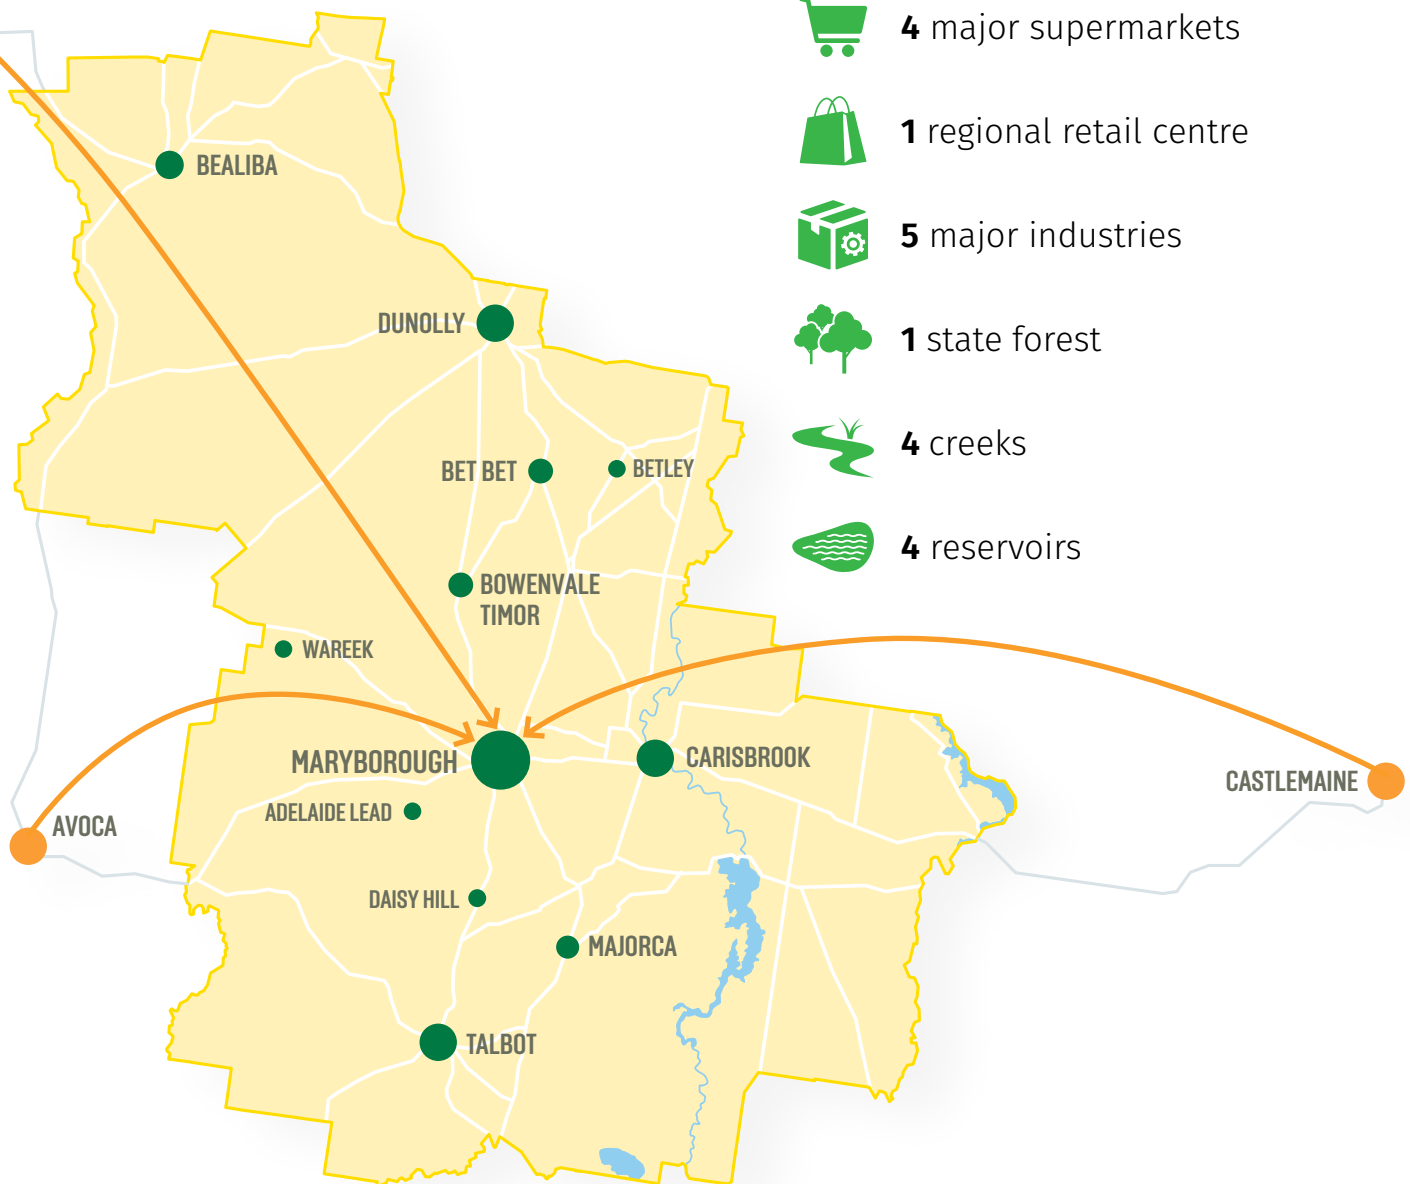 4 major supermarkets
1 regional retail centre
BEALIBA
5 major industries
DUNOLLY
1 state forest
4 creeks
BET BET
BETLEY
4 reservoirs
BOWENVALE
TIMOR
WAREEK
MARYBOROUGH
CARISBROOK
CASTLEMAINE
ADELAIDE LEAD
AVOCA
DAISY HILL
MAJORCA
TALBOT